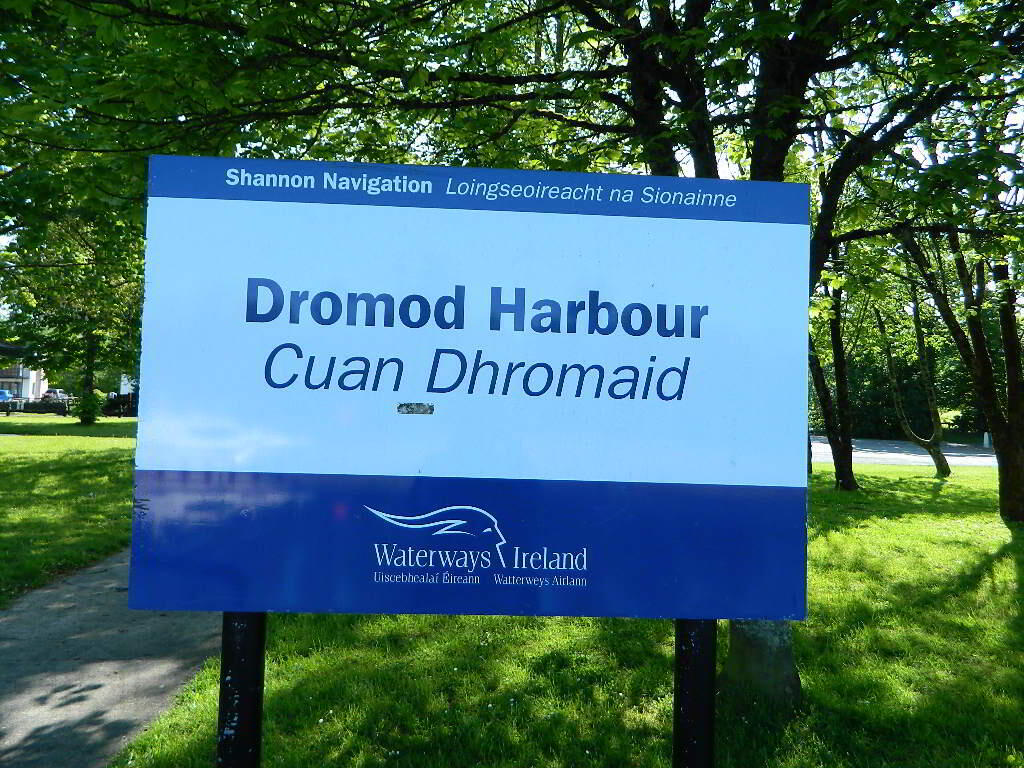 Shannon Navigation Loingseoireacht na Sionainne
Dromod Harbour
Cuan Dhromaid
Waterways Ireland
Uiscebhealaí Éireann Watterweys Airlann